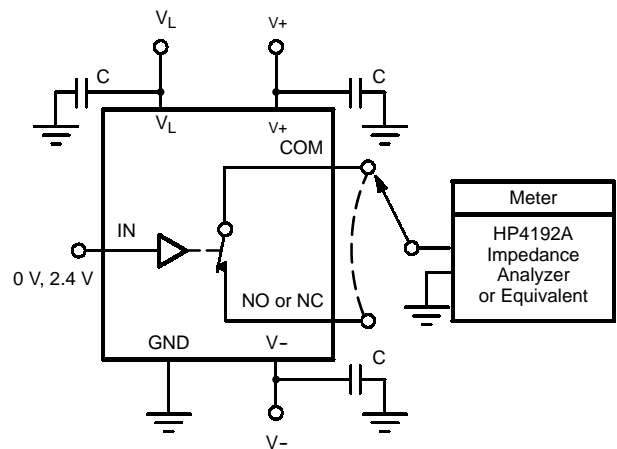 VL
V+
C
C
VL
V+
COM
Meter
HP4192A
Impedance
Analyzer
or Equivalent
IN
0 V, 2.4 V
NO or NC
GND
V−
C
V−